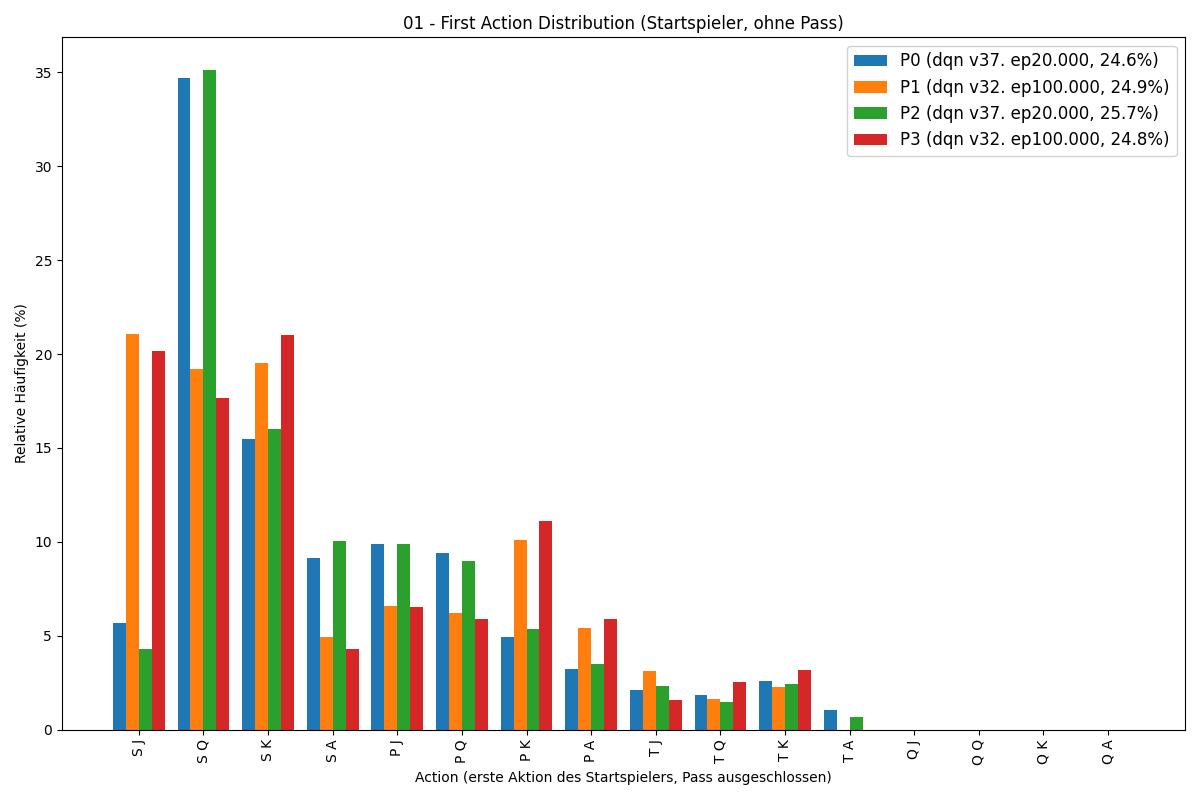 01 - First Action Distribution (Startspieler, ohne Pass)
P0 (dqn v37. ep20.000, 24.6%)
P1 (dqn v32. ep100.000, 24.9%)
P2 (dqn v37. ep20.000, 25.7%)
P3 (dqn v32. ep100.000, 24.8%)
Relative Häufigkeit (%)
35
30
25
20
15
10
5
0
S J
S Q
S K
S A
P J
P Q
P K
P A
T J
T Q
T K
T A
Q J
Q Q
Q K
Q A
Action (erste Aktion des Startspielers, Pass ausgeschlossen)